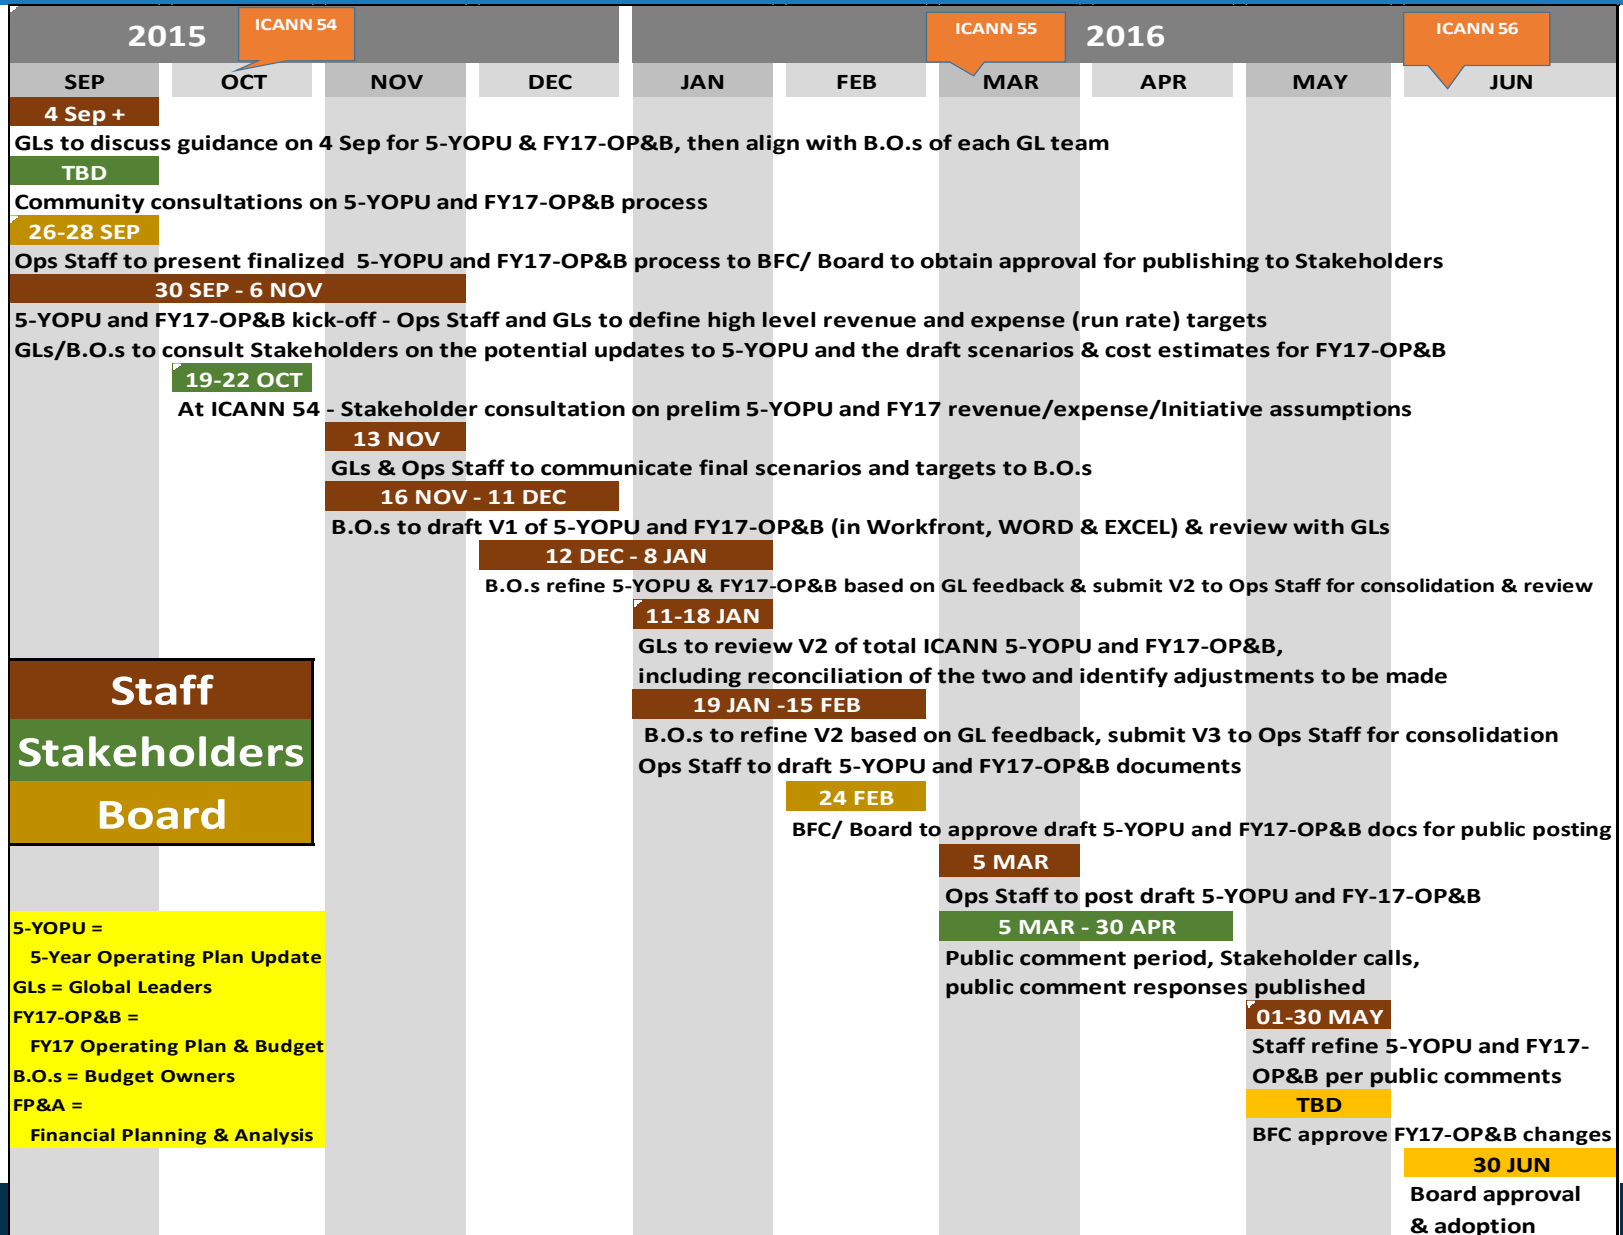 2015
ICANN 54
ICANN 55
2016
ICANN 56
SEP OCT NOV DEC JAN FEB MAR APR MAY JUN
4 Sep +
GLs to discuss guidance on 4 Sep for 5-YOPU & FY17-OP&B, then align with B.O.s of each GL team
TBD
Community consultations on 5-YOPU and FY17-OP&B process
26-28 SEP
Ops Staff to present finalized 5-YOPU and FY17-OP&B process to BFC/ Board to obtain approval for publishing to Stakeholders
30 SEP - 6 NOV
5-YOPU and FY17-OP&B kick-off - Ops Staff and GLs to define high level revenue and expense (run rate) targets
GLs/B.O.s to consult Stakeholders on the potential updates to 5-YOPU and the draft scenarios & cost estimates for FY17-OP&B
19-22 OCT
At ICANN 54 - Stakeholder consultation on prelim 5-YOPU and FY17 revenue/expense/Initiative assumptions
13 NOV
GLs & Ops Staff to communicate final scenarios and targets to B.O.s
16 NOV - 11 DEC
B.O.s to draft V1 of 5-YOPU and FY17-OP&B (in Workfront, WORD & EXCEL) & review with GLs
12 DEC - 8 JAN
B.O.s refine 5-YOPU & FY17-OP&B based on GL feedback & submit V2 to Ops Staff for consolidation & review
11-18 JAN
GLs to review V2 of total ICANN 5-YOPU and FY17-OP&B,
including reconciliation of the two and identify adjustments to be made
19 JAN -15 FEB
B.O.s to refine V2 based on GL feedback, submit V3 to Ops Staff for consolidation
Ops Staff to draft 5-YOPU and FY17-OP&B documents
24 FEB
BFC/ Board to approve draft 5-YOPU and FY17-OP&B docs for public posting
5 MAR
Ops Staff to post draft 5-YOPU and FY-17-OP&B
5 MAR - 30 APR
Public comment period, Stakeholder calls,
public comment responses published
01-30 MAY
Staff refine 5-YOPU and FY17-
OP&B per public comments
TBD
BFC approve FY17-OP&B changes
30 JUN
Board approval
& adoption
Staff
Stakeholders
Board
5-YOPU =
5-Year Operating Plan Update
GLs = Global Leaders
FY17-OP&B =
FY17 Operating Plan & Budget
B.O.s = Budget Owners
FP&A =
Financial Planning & Analysis